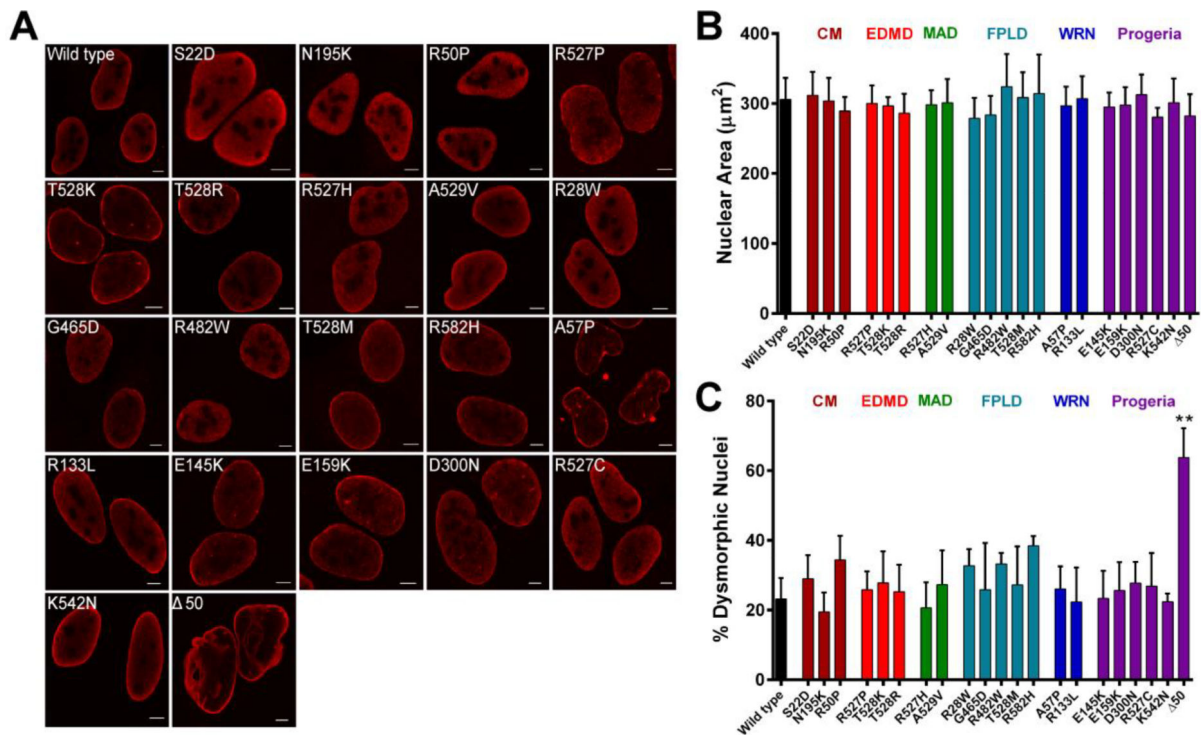 A
Wild type
S22D
N195K
R50P
R527P
T528K
T528R
R527H
A529V
R28W
G465D
R482W
T528M
R582H
A57P
R133L
E145K
E159K
D300N
R527C
K542N
Δ50
B
CM EDMD MAD FPLD WRN Progeria
Nuclear Area (μm²)
400
300
200
100
0
Wild type
S22D
N195K
R50P
R527P
T528K
T528R
R527H
A529V
R28W
G465D
R482W
T528M
R582H
A57P
R133L
E145K
E159K
D300N
R527C
K542N
Δ50
C
CM EDMD MAD FPLD WRN Progeria
**
% Dysmorphic Nuclei
80
60
40
20
0
Wild type
S22D
N195K
R50P
R527P
T528K
T528R
R527H
A529V
R28W
G465D
R482W
T528M
R582H
A57P
R133L
E145K
E159K
D300N
R527C
K542N
Δ50